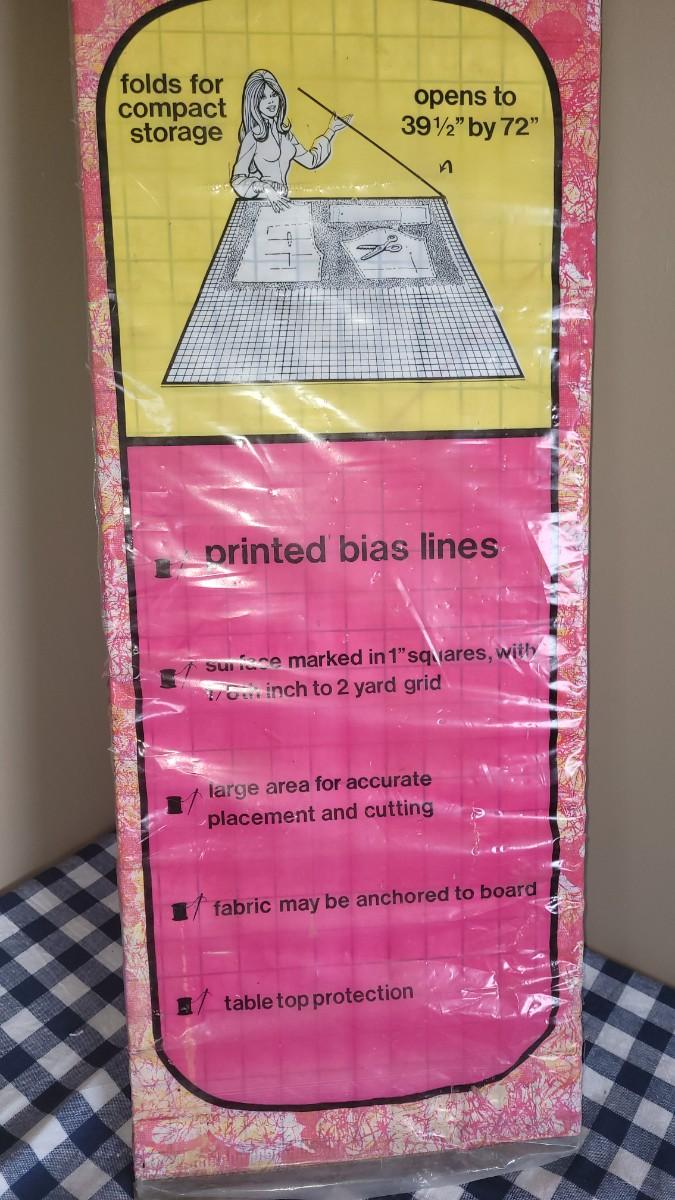 folds for
compact
storage
opens to
39½” by 72”
printed bias lines
surface marked in 1” squares, with
1/8th inch to 2 yard grid
large area for accurate
placement and cutting
fabric may be anchored to board
table top protection